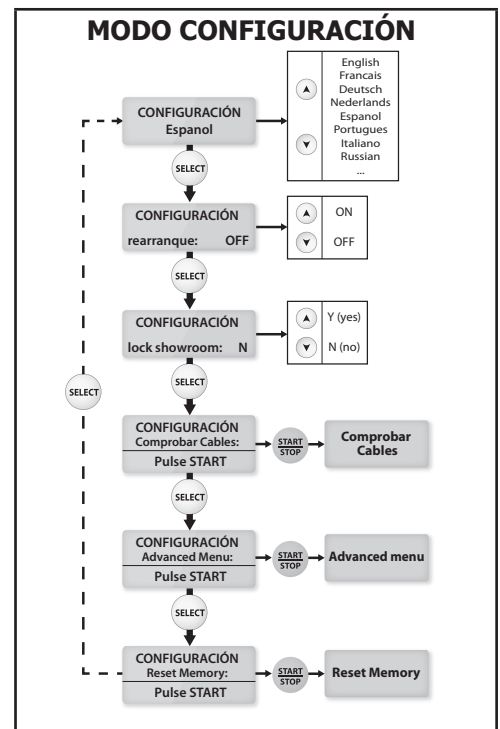 MODO CONFIGURACIÓN
English
Francais
Deutsch
Nederlands
Espanol
Portugues
Italiano
Russian
...
CONFIGURACIÓN
Espanol
SELECT
CONFIGURACIÓN
rearranque: OFF
ON
OFF
SELECT
CONFIGURACIÓN
lock showroom: N
Y (yes)
N (no)
SELECT
SELECT
CONFIGURACIÓN
Comprobar Cables:
Pulse START
START
STOP
Comprobar
Cables
SELECT
CONFIGURACIÓN
Advanced Menu:
Pulse START
START
STOP
Advanced menu
SELECT
CONFIGURACIÓN
Reset Memory:
Pulse START
START
STOP
Reset Memory